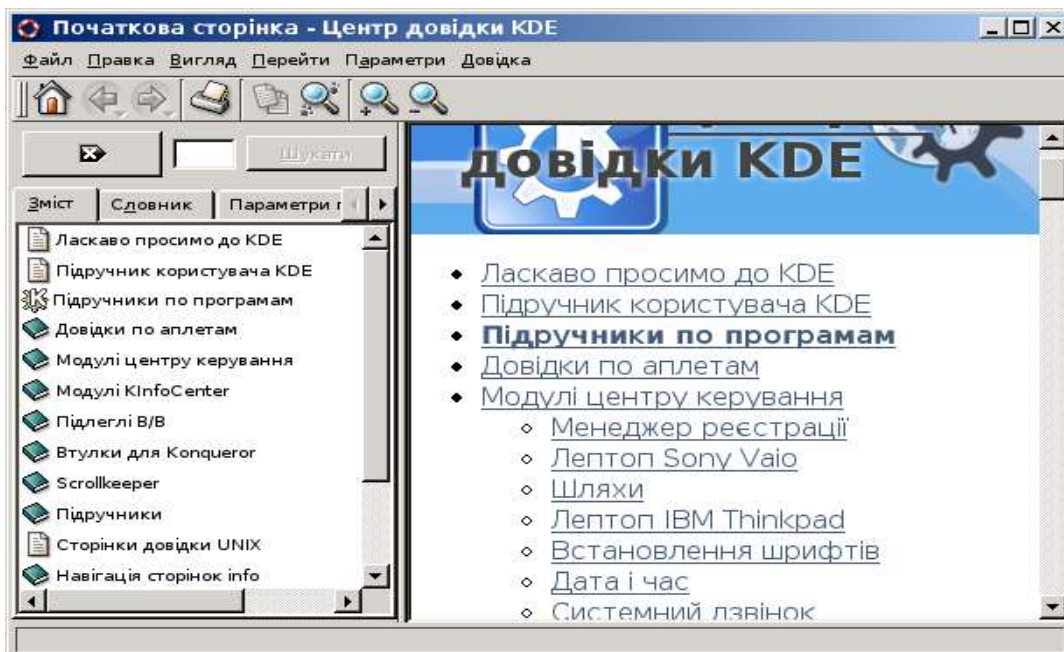 Початкова сторінка - Центр довідки KDE
Файл Правка Вигляд Перейти Параметри Довідка
Шукати
Зміст Словник Параметри
Ласкаво просимо до KDE
Підручник користувача KDE
Підручники по програмам
Довідки по аплетам
Модулі центру керування
Модулі KInfoCenter
Підлеглі В/В
Втулки для Konqueror
Scrollkeeper
Підручники
Сторінки довідки UNIX
Навігація сторінок info
довідки KDE
Ласкаво просимо до KDE
Підручник користувача KDE
Підручники по програмам
Довідки по аплетам
Модулі центру керування
Менеджер реєстрації
Лептоп Sony Vaio
Шляхи
Лептоп IBM Thinkpad
Встановлення шрифтів
Дата і час
Системний дзвінок